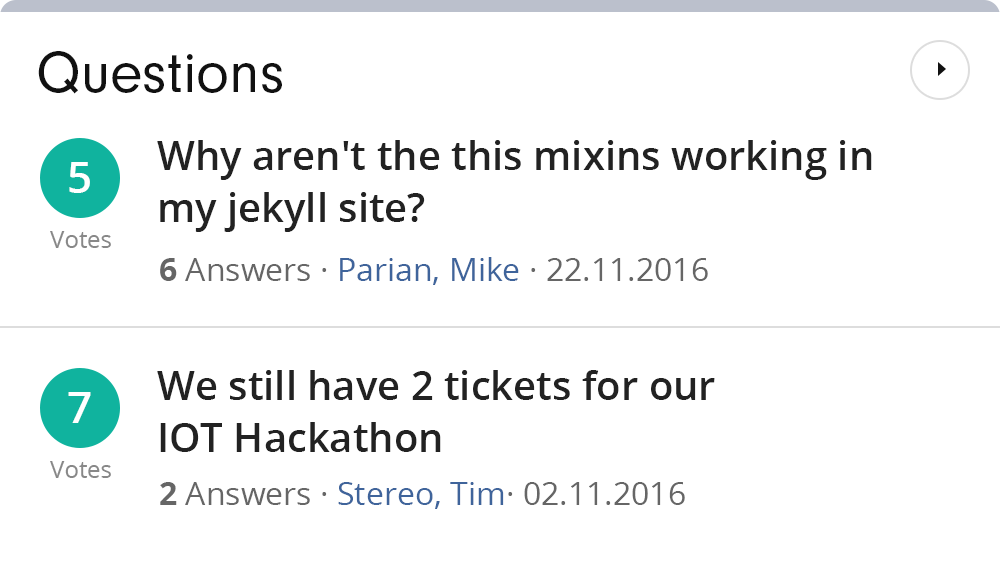 Questions
5
Votes
Why aren't the this mixins working in
my jekyll site?
6 Answers · Parian, Mike · 22.11.2016
7
Votes
We still have 2 tickets for our
IOT Hackathon
2 Answers · Stereo, Tim· 02.11.2016